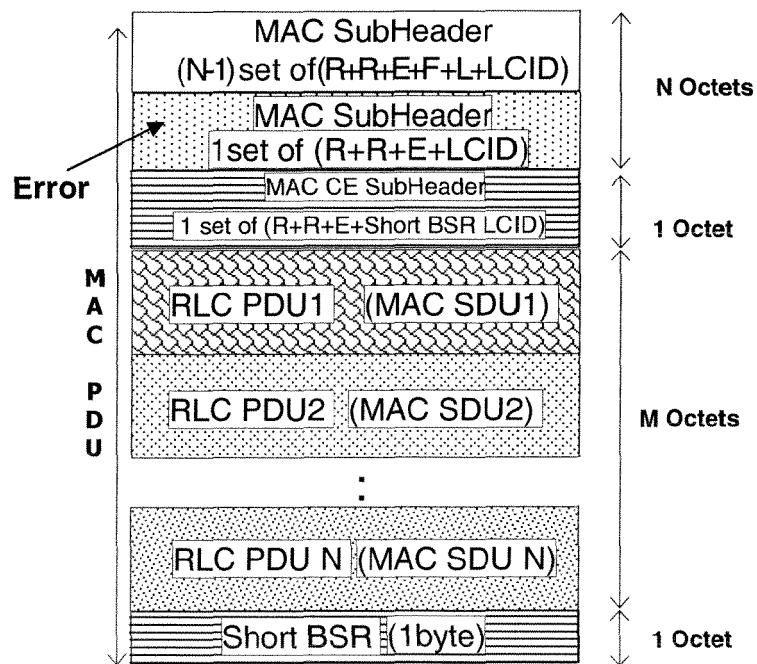 MAC SubHeader
(N-1) set of(R+R+E+F+L+LCID)
N Octets
MAC SubHeader
1set of (R+R+E+LCID)
Error
MAC CE SubHeader
1 set of (R+R+E+Short BSR LCID)
1 Octet
MAC PDU
RLC PDU1 (MAC SDU1)
RLC PDU2 (MAC SDU2)
M Octets
:
RLC PDU N (MAC SDU N)
Short BSR (1byte)
1 Octet